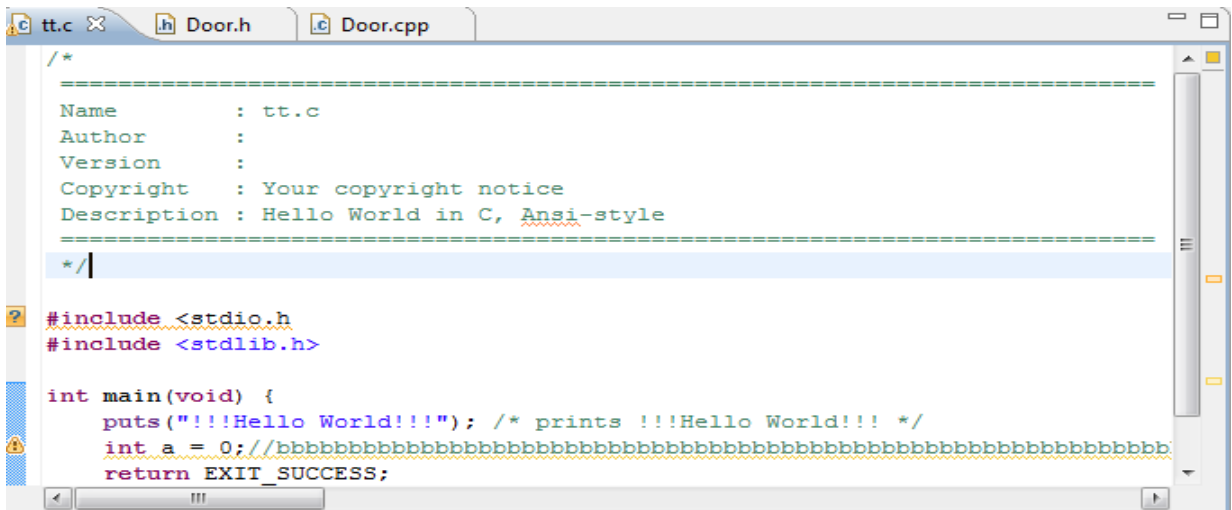 tt.c Door.h Door.cpp
/*
============================================================================
Name        : tt.c
Author      :
Version     :
Copyright   : Your copyright notice
Description : Hello World in C, Ansi-style
============================================================================
*/
#include <stdio.h
#include <stdlib.h>
int main(void) {
puts("!!!Hello World!!!"); /* prints !!!Hello World!!! */
int a = 0;//bbbbbbbbbbbbbbbbbbbbbbbbbbbbbbbbbbbbbbbbbbbbbbbbbbbbbbbbbbbbbb
return EXIT_SUCCESS;